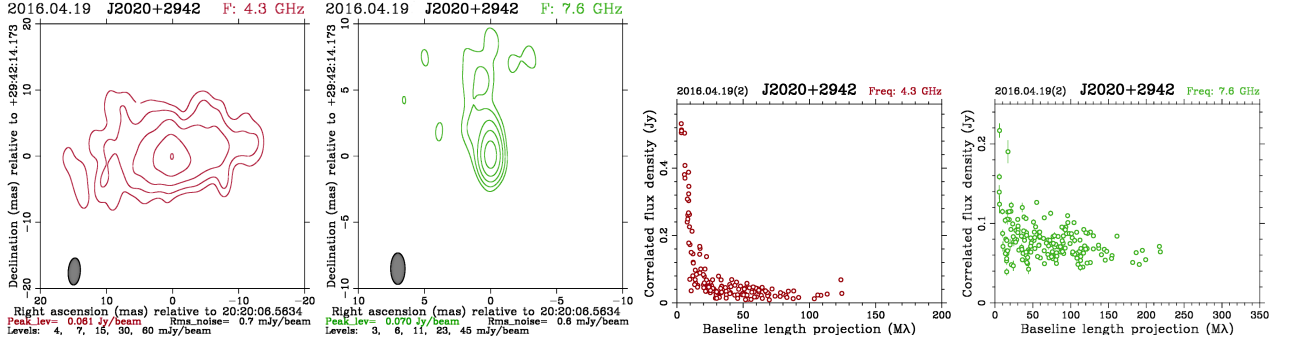 2016.04.19 J2020+2942 F: 4.3 GHz
Declination (mas) relative to +29:42:14.173
20
10
0
−10
−20
20 10 0 −10 −20
Right ascension (mas) relative to 20:20:06.5634
Peak_lev= 0.061 Jy/beam Rms_noise= 0.7 mJy/beam
Levels: 4, 7, 15, 30, 60 mJy/beam
2016.04.19 J2020+2942 F: 7.6 GHz
Declination (mas) relative to +29:42:14.173
10
5
0
−5
−10
10 5 0 −5 −10
Right ascension (mas) relative to 20:20:06.5634
Peak_lev= 0.070 Jy/beam Rms_noise= 0.6 mJy/beam
Levels: 3, 6, 11, 23, 45 mJy/beam
2016.04.19(2) J2020+2942 Freq: 4.3 GHz
Correlated flux density (Jy)
0.4
0.2
0
0 50 100 150 200
Baseline length projection (Mλ)
2016.04.19(2) J2020+2942 Freq: 7.6 GHz
Correlated flux density (Jy)
0.2
0.1
0
0 50 100 150 200 250 300 350
Baseline length projection (Mλ)